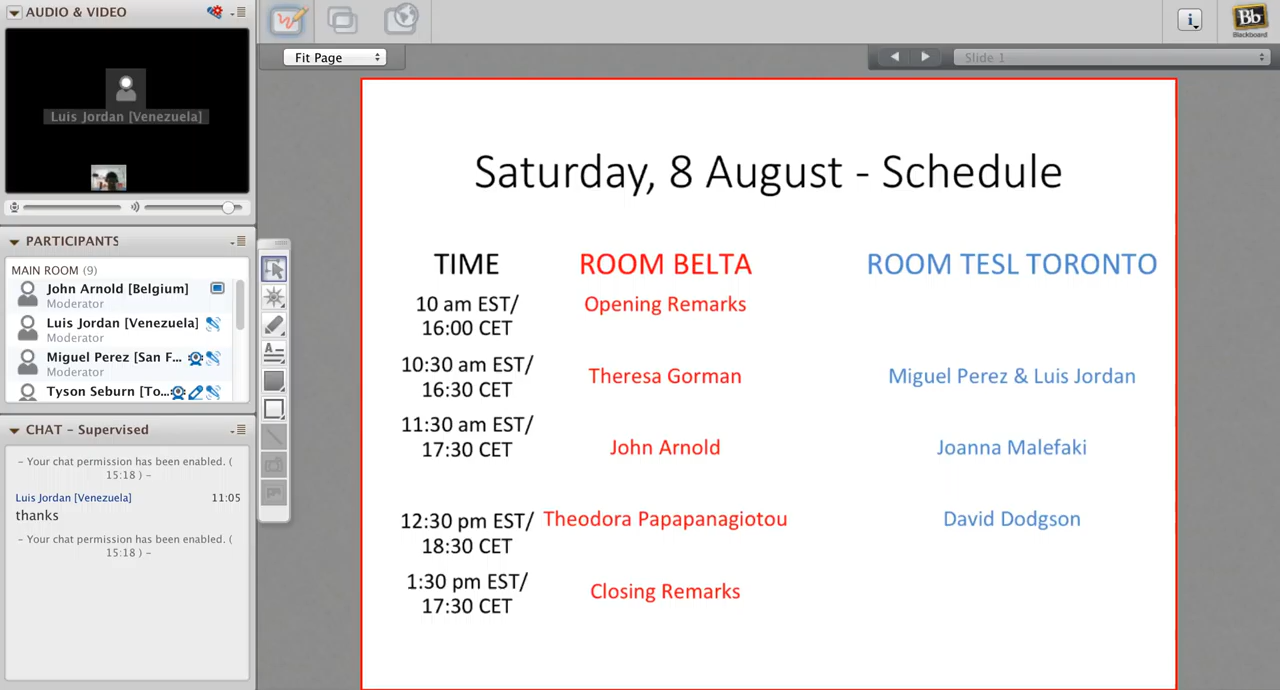 AUDIO & VIDEO
Luis Jordan [Venezuela]
PARTICIPANTS
MAIN ROOM (9)
John Arnold [Belgium]
Moderator
Luis Jordan [Venezuela]
Moderator
Miguel Perez [San F...
Moderator
Tyson Seburn [To...
CHAT – Supervised
– Your chat permission has been enabled. (
15:18 ) –
Luis Jordan [Venezuela] 11:05
thanks
– Your chat permission has been enabled. (
15:18 ) –
Fit Page
Slide 1
i
Bb
Blackboard
Saturday, 8 August - Schedule
TIME ROOM BELTA ROOM TESL TORONTO
10 am EST/
16:00 CET
Opening Remarks
10:30 am EST/
16:30 CET
Theresa Gorman Miguel Perez & Luis Jordan
11:30 am EST/
17:30 CET
John Arnold Joanna Malefaki
12:30 pm EST/
18:30 CET
Theodora Papapanagiotou David Dodgson
1:30 pm EST/
17:30 CET
Closing Remarks